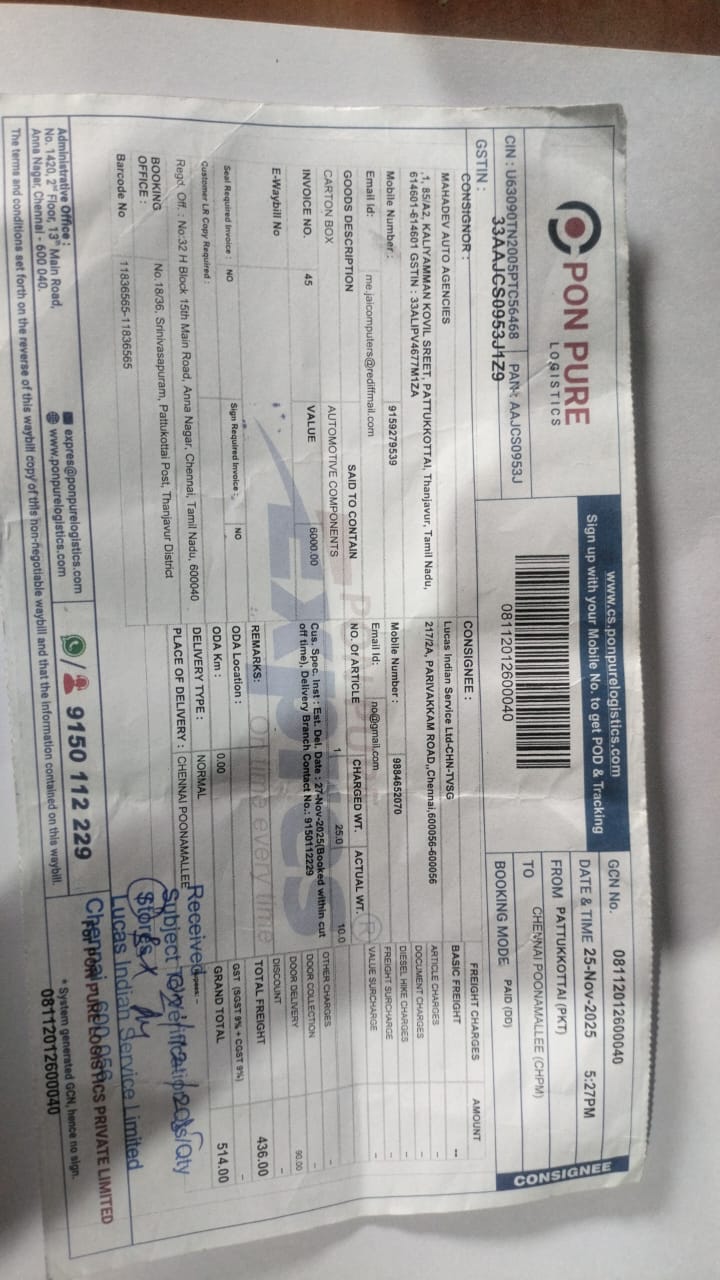 PON PURE
LOGISTICS
www.cs.ponpurelogistics.com
Sign up with your Mobile No. to get POD & Tracking
CIN : U63090TN2005PTC56468 PAN : AAJCS0953J
GSTIN : 33AAJCS0953J1Z9
08112012600040
GCN No. 08112012600040
DATE & TIME 25-Nov-2025 5:27PM
FROM PATTUKKOTTAI (PKT)
TO CHENNAI POONAMALLEE (CHPM)
BOOKING MODE PAID (DD)
CONSIGNEE
CONSIGNOR :
MAHADEV AUTO AGENCIES
,1, 85/A2, KALIYAMMAN KOVIL SREET, PATTUKKOTTAI, Thanjavur, Tamil Nadu,
614601-614601 GSTIN : 33ALIPV4677M1ZA
Mobile Number : 9159279539
Email Id: me.jaicomputers@rediffmail.com
CONSIGNEE :
Lucas Indian Service Ltd-CHN-TVSG
217/2A, PARIVAKKAM ROAD,,Chennai,600056-600056
Mobile Number : 9884652070
Email Id: no@gmail.com
GOODS DESCRIPTION SAID TO CONTAIN NO. Of ARTICLE CHARGED WT. ACTUAL WT.
CARTON BOX AUTOMOTIVE COMPONENTS 1 25.0 10.0
INVOICE NO. 45 VALUE 6000.00
Cus. Spec. Inst : Est. Del. Date : 27-Nov-2025(Booked within cut
off time), Delivery Branch Contact No.: 9150112229
E-Waybill No
REMARKS:
Seal Required Invoice : NO Sign Required Invoice : NO
ODA Location :
Customer LR Copy Required :
ODA Km : 0.00
Regd. Off. : No:32 H Block 15th Main Road, Anna Nagar, Chennai, Tamil Nadu, 600040
DELIVERY TYPE : NORMAL
BOOKING OFFICE : No.18/36, Srinivasapuram, Pattukottai Post, Thanjavur District
PLACE OF DELIVERY : CHENNAI POONAMALLEE
Barcode No 11836565-11836565
FREIGHT CHARGES AMOUNT
BASIC FREIGHT --
ARTICLE CHARGES -
DOCUMENT CHARGES -
DIESEL HIKE CHARGES -
FREIGHT SURCHARGE -
VALUE SURCHARGE -
OTHER CHARGES -
DOOR COLLECTION -
DOOR DELIVERY 90.00
DISCOUNT -
TOTAL FREIGHT 436.00
GST (SGST 9% + CGST 9%) -
GRAND TOTAL 514.00
Express
On time every time
Received
Subject To Verification Qty
Stores
Lucas Indian Service Limited
Chennai-600 056
For PON PURE LOGISTICS PRIVATE LIMITED
* System generated GCN, hence no sign.
08112012600040
Administrative Office :
No. 1420, 2nd Floor, 13th Main Road,
Anna Nagar, Chennai - 600 040.
expres@ponpurelogistics.com
www.ponpurelogistics.com
9150 112 229
The terms and conditions set forth on the reverse of this waybill copy of this non-negotiable waybill and that the information contained on this waybill.